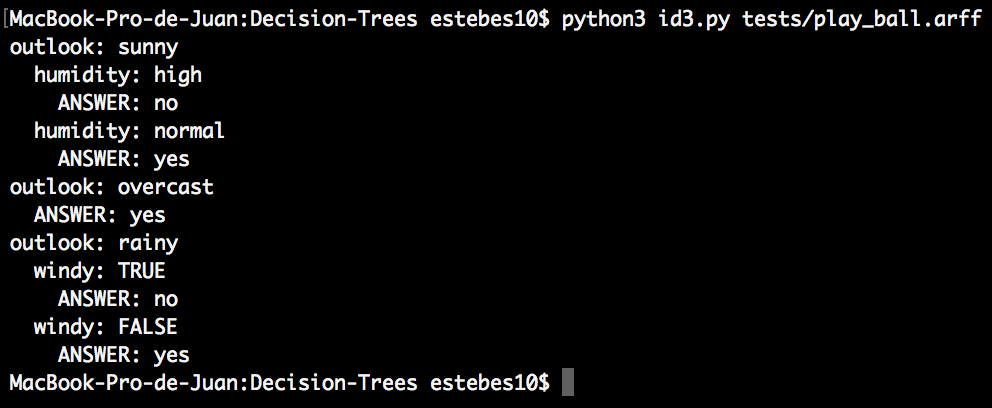 [MacBook-Pro-de-Juan:Decision-Trees estebes10$ python3 id3.py tests/play_ball.arff
outlook: sunny
  humidity: high
    ANSWER: no
  humidity: normal
    ANSWER: yes
outlook: overcast
  ANSWER: yes
outlook: rainy
  windy: TRUE
    ANSWER: no
  windy: FALSE
    ANSWER: yes
MacBook-Pro-de-Juan:Decision-Trees estebes10$